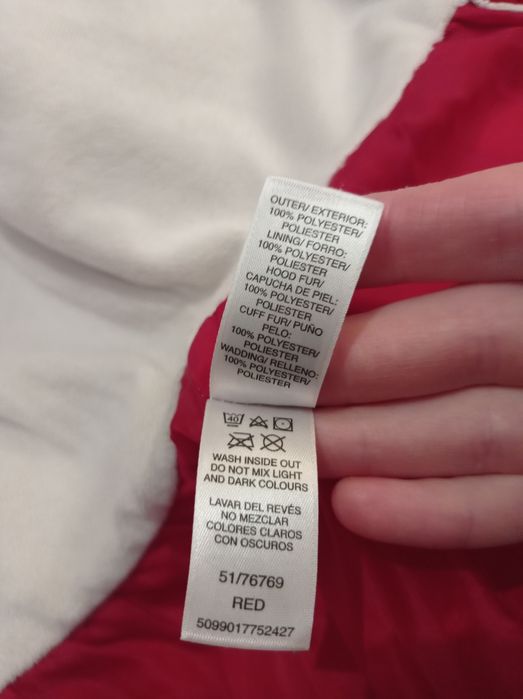 OUTER/ EXTERIOR:
100% POLYESTER/
POLIESTER
LINING/ FORRO:
100% POLYESTER/
POLIESTER
HOOD FUR/
CAPUCHA DE PIEL:
100% POLYESTER/
POLIESTER
CUFF FUR/ PUÑO
PELO:
100% POLYESTER/
POLIESTER
WADDING/ RELLENO:
100% POLYESTER/
POLIESTER
40
WASH INSIDE OUT
DO NOT MIX LIGHT
AND DARK COLOURS
LAVAR DEL REVÉS
NO MEZCLAR
COLORES CLAROS
CON OSCUROS
51/76769
RED
5099017752427